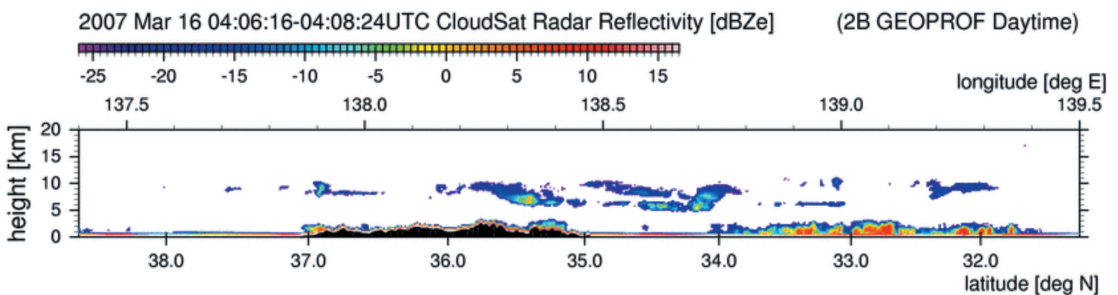 2007 Mar 16 04:06:16-04:08:24UTC CloudSat Radar Reflectivity [dBZe] (2B GEOPROF Daytime)
-25 -20 -15 -10 -5 0 5 10 15
longitude [deg E]
137.5 138.0 138.5 139.0 139.5
height [km]
20
15
10
5
0
38.0 37.0 36.0 35.0 34.0 33.0 32.0
latitude [deg N]